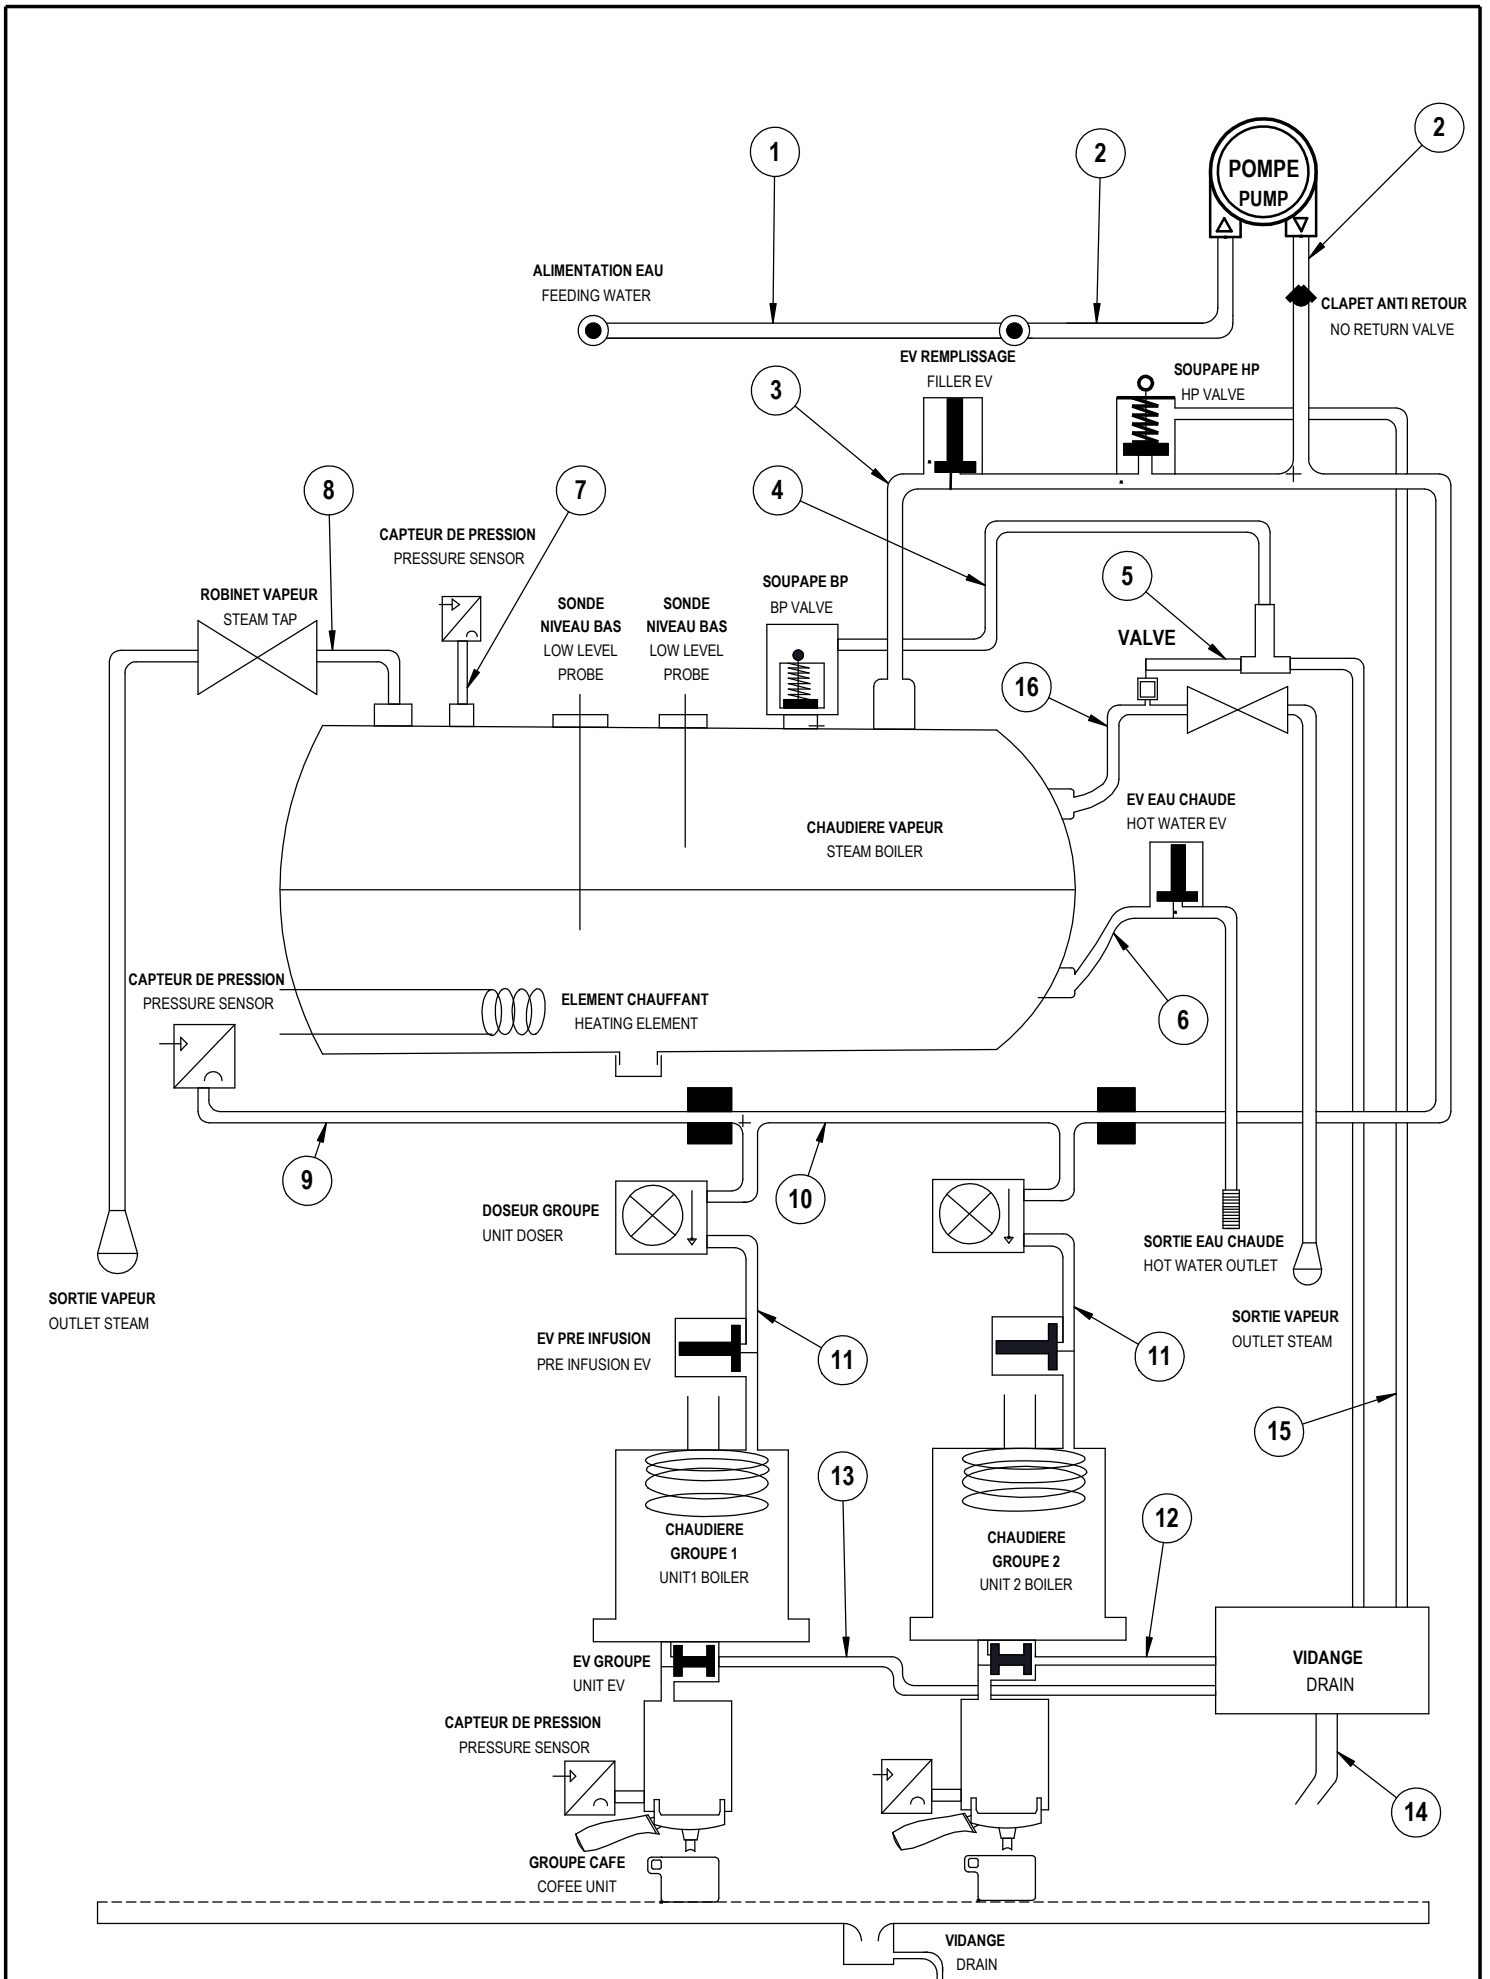 1
2
2
POMPE
PUMP
ALIMENTATION EAU
FEEDING WATER
CLAPET ANTI RETOUR
NO RETURN VALVE
EV REMPLISSAGE
FILLER EV
SOUPAPE HP
HP VALVE
3
8
7
4
CAPTEUR DE PRESSION
PRESSURE SENSOR
5
SOUPAPE BP
BP VALVE
ROBINET VAPEUR
STEAM TAP
SONDE
NIVEAU BAS
LOW LEVEL
PROBE
SONDE
NIVEAU BAS
LOW LEVEL
PROBE
VALVE
16
EV EAU CHAUDE
HOT WATER EV
CHAUDIERE VAPEUR
STEAM BOILER
CAPTEUR DE PRESSION
PRESSURE SENSOR
ELEMENT CHAUFFANT
HEATING ELEMENT
6
9
10
DOSEUR GROUPE
UNIT DOSER
SORTIE EAU CHAUDE
HOT WATER OUTLET
SORTIE VAPEUR
OUTLET STEAM
SORTIE VAPEUR
OUTLET STEAM
EV PRE INFUSION
PRE INFUSION EV
11
11
15
13
12
CHAUDIERE
GROUPE 1
UNIT1 BOILER
CHAUDIERE
GROUPE 2
UNIT 2 BOILER
EV GROUPE
UNIT EV
VIDANGE
DRAIN
CAPTEUR DE PRESSION
PRESSURE SENSOR
14
GROUPE CAFE
COFEE UNIT
VIDANGE
DRAIN